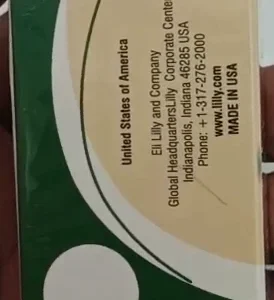 United States of America
Eli Lilly and Company
Global HeadquartersLilly Corporate Center
Indianapolis, Indiana 46285 USA
Phone: +1-317-276-2000
www.lilly.com
MADE IN USA